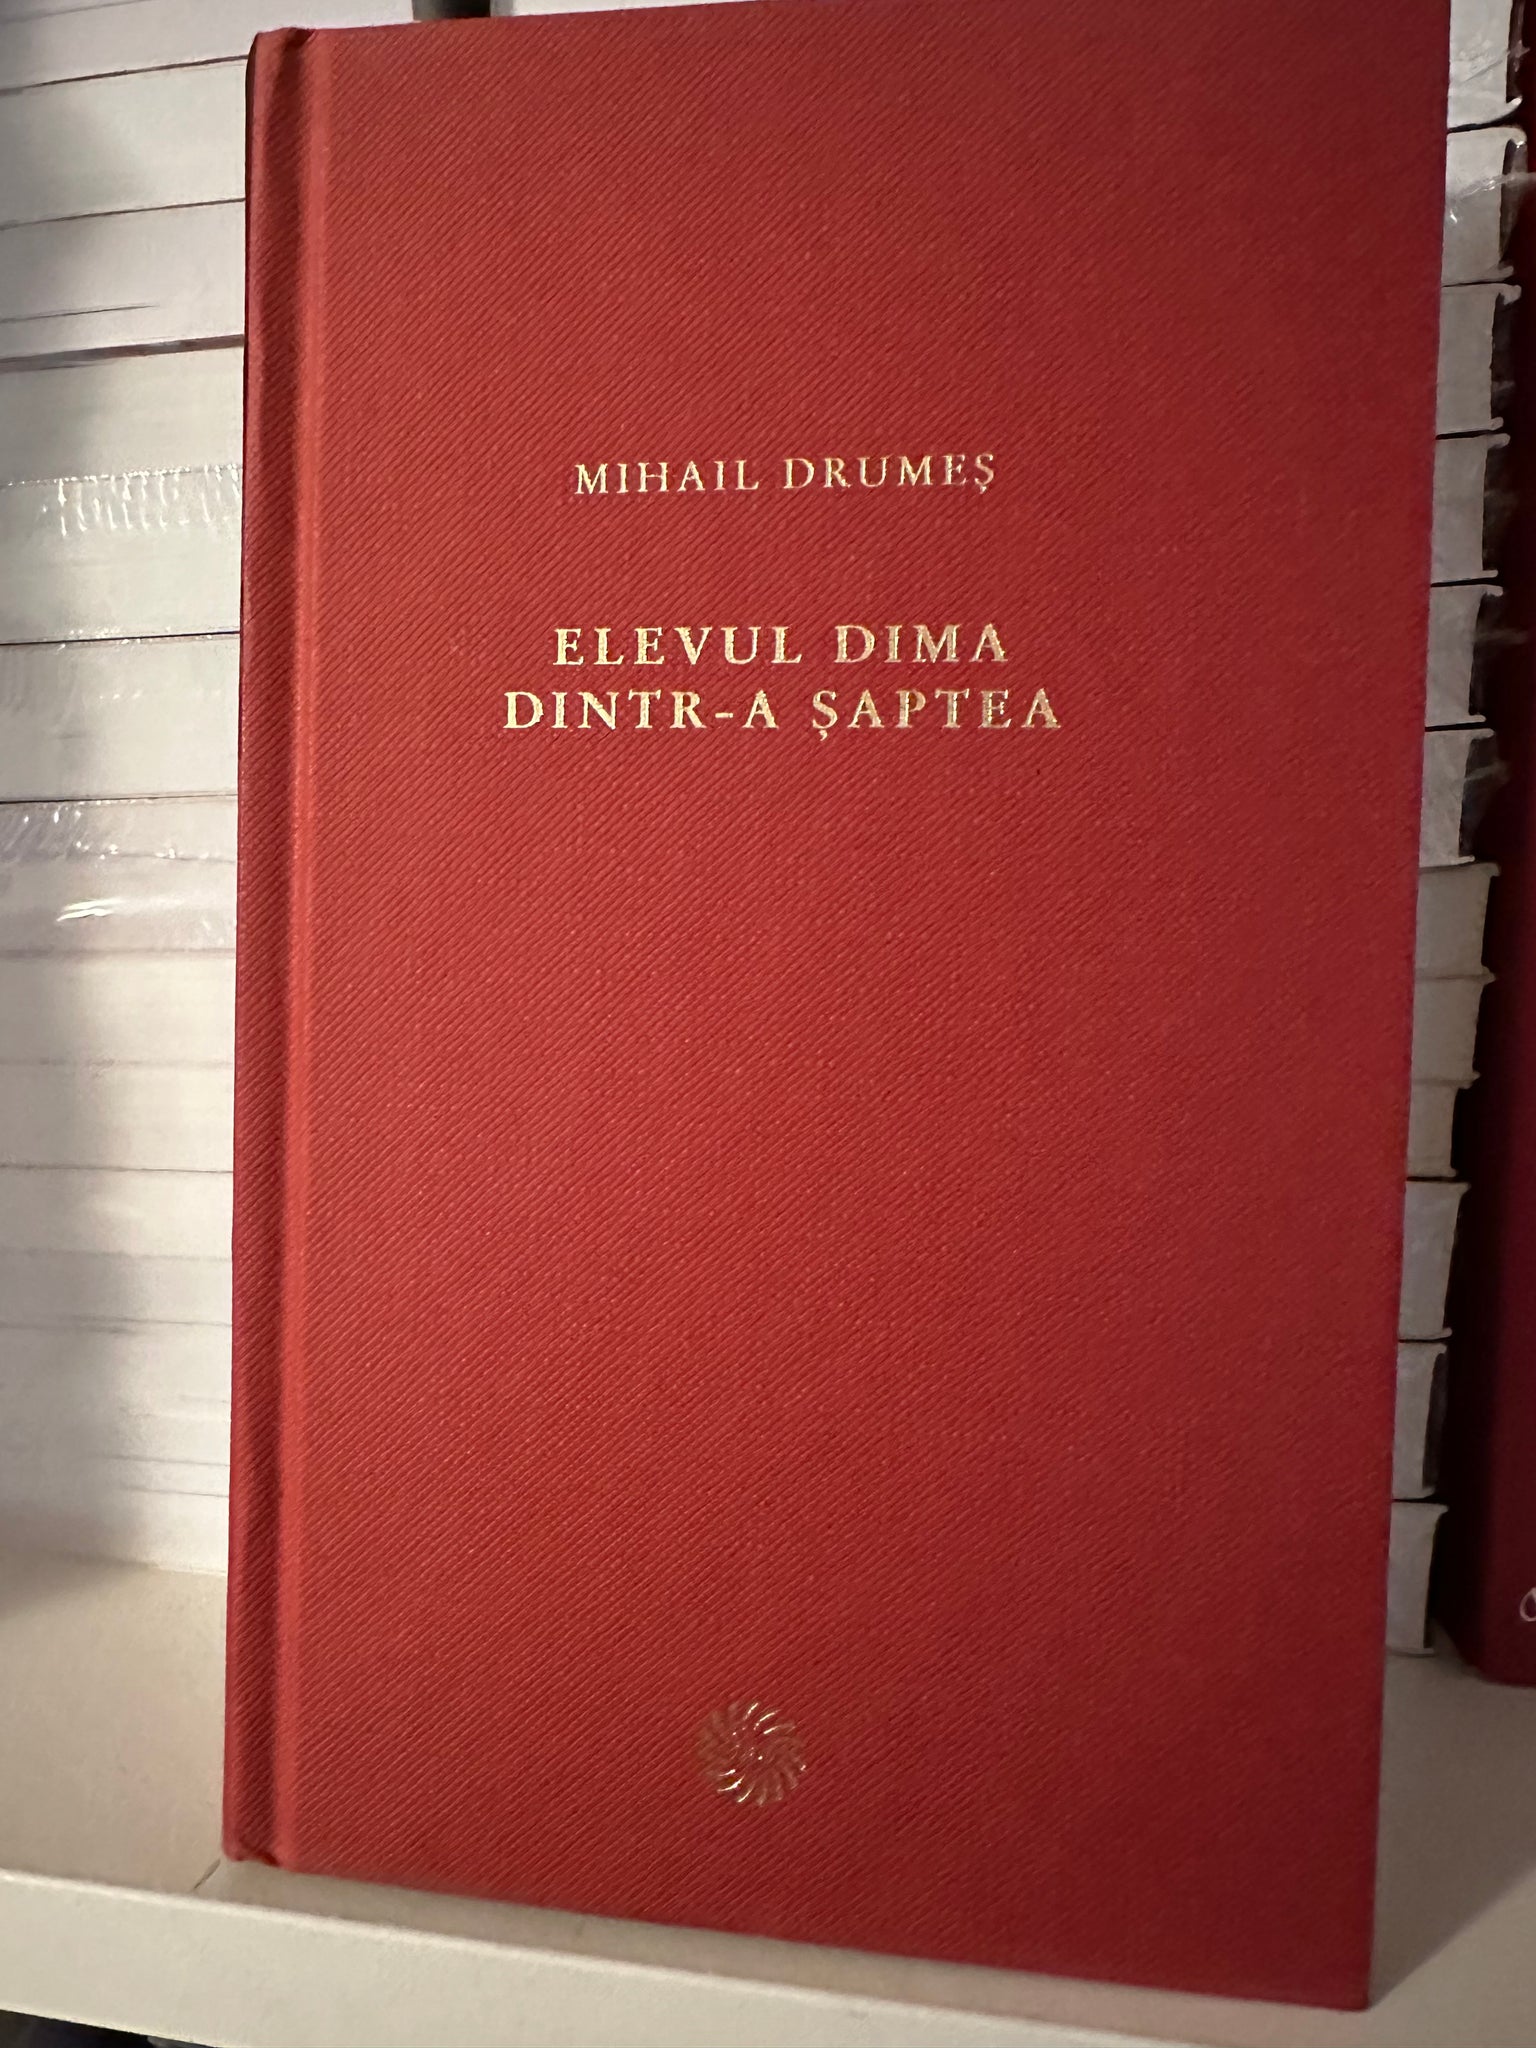 MIHAIL DRUMEȘ
ELEVUL DIMA
DINTR-A ȘAPTEA